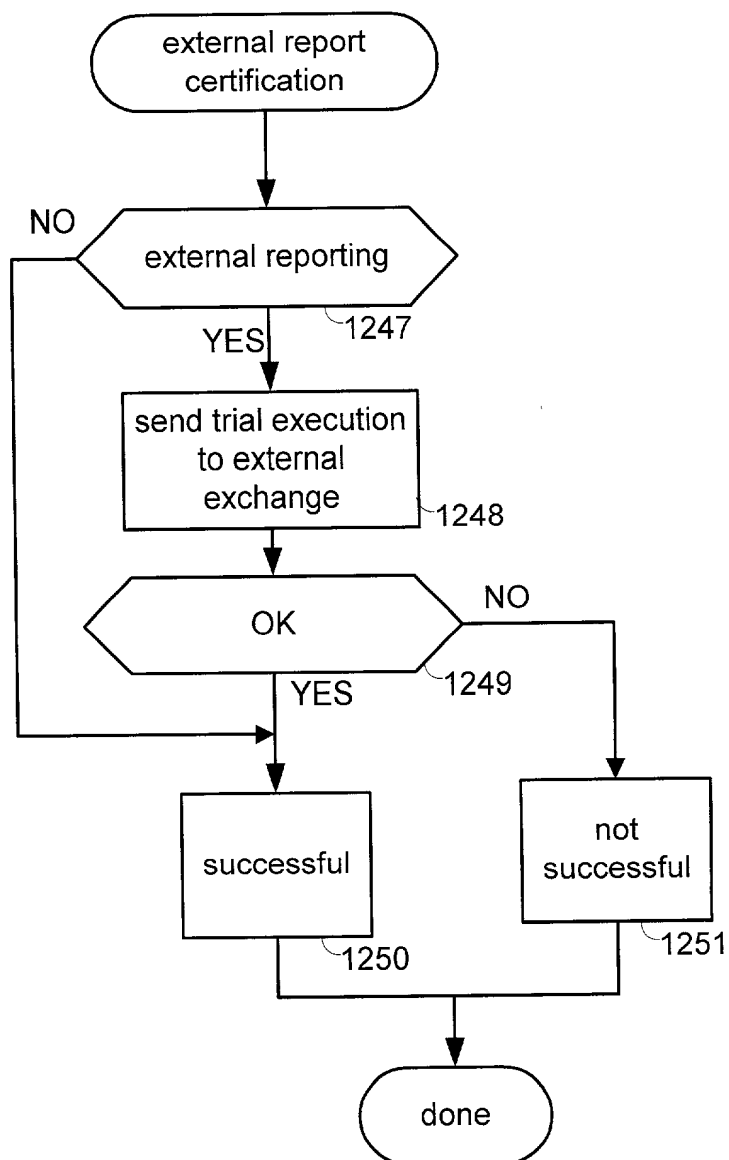 external report
certification
NO
external reporting
1247
YES
send trial execution
to external
exchange
1248
OK
NO
1249
YES
successful
1250
not
successful
1251
done